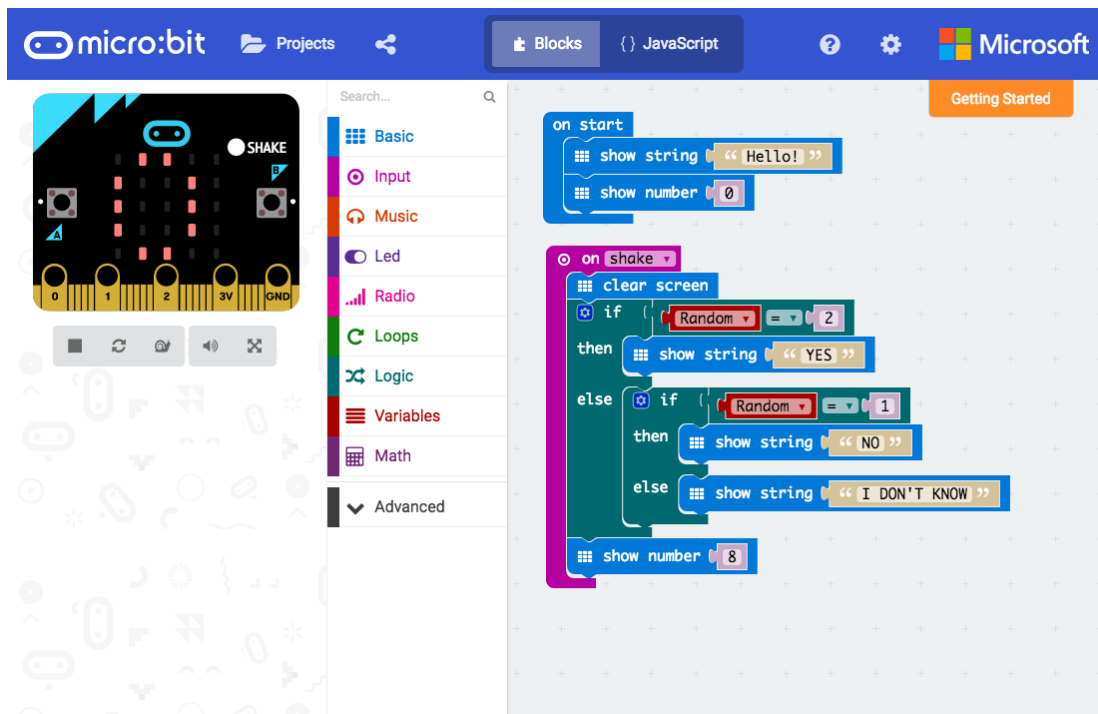 micro:bit Projects Blocks {} JavaScript ? Microsoft
Getting Started
SHAKE
B
A
0 1 2 3V GND
Search...
Basic
Input
Music
Led
Radio
Loops
Logic
Variables
Math
Advanced
on start
show string “ Hello! ”
show number 0
on shake
clear screen
if ( Random = 2
then show string “ YES ”
else if ( Random = 1
then show string “ NO ”
else show string “ I DON'T KNOW ”
show number 8